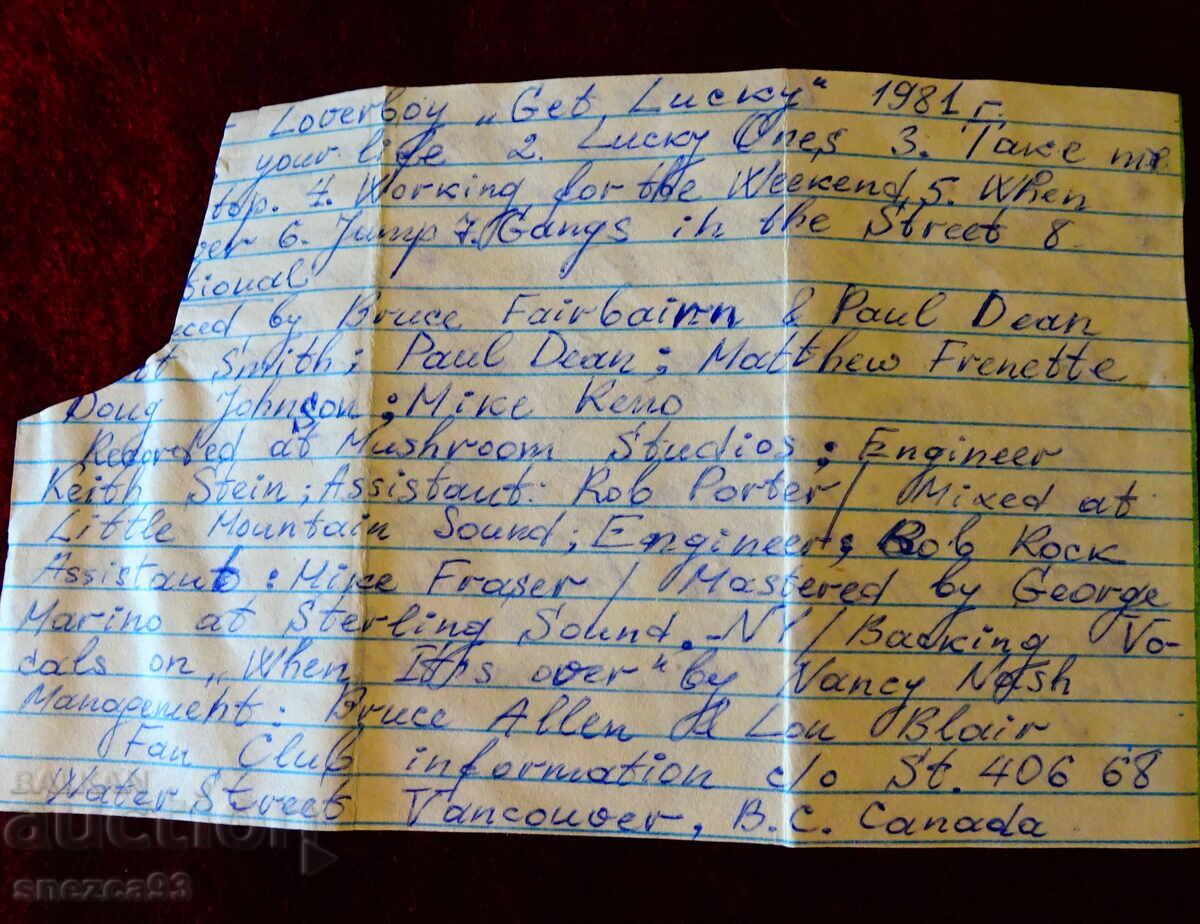 - Loverboy „Get Lucky“ 1981 г.
your life 2. Lucky Ones 3. Take me
top. 4. Working for the Weekend, 5. When
ver 6. Jump 7. Gangs in the Street 8.
sional
ced by Bruce Fairbairn & Paul Dean
t Smith; Paul Dean; Matthew Frenette
Doug Johnson; Mike Reno
Recorded at Mushroom Studios; Engineer
Keith Stein; Assistant: Rob Porter / Mixed at
Little Mountain Sound; Engineer; Bob Rock
Assistant: Mike Fraser / Mastered by George
Marino at Sterling Sound. - NY / Backing Vo-
cals on „When It's over“ by Nancy Nash
Management: Bruce Allen & Lou Blair
Fan Club information c/o St. 406 68
Water Street Vancouver, B.C. Canada
BALKAN
auction
snezca93